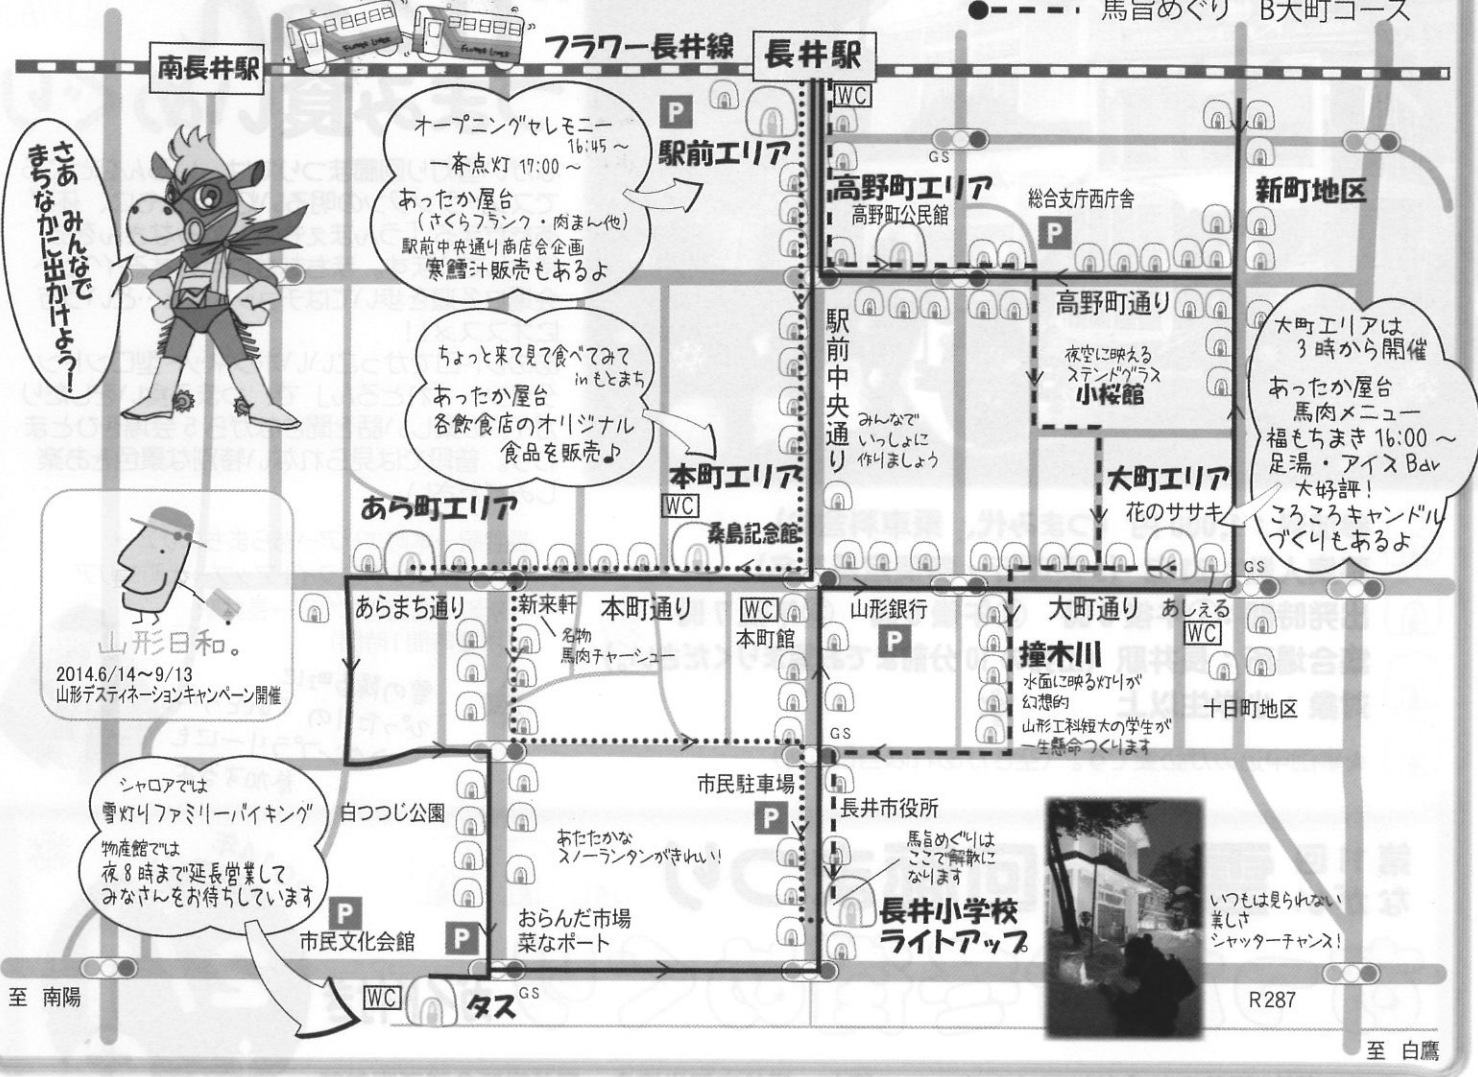 馬旨めぐり B大町コース
南長井駅
フラワー長井線
長井駅
WC
P
駅前エリア
オープニングセレモニー
16:45～
一斉点灯 17:00～
あったか屋台
(さくらフランク・肉まん他)
駅前中央通り商店会企画
寒鱈汁販売もあるよ
さあ みんなで
まちなかに出かけよう!
高野町エリア
高野町公民館
GS
総合支庁西庁舎
P
新町地区
高野町通り
駅前中央通り
夜空に映える
ステンドグラス
小桜館
みんなで
いっしょに
作りましょう
大町エリアは
3時から開催
あったか屋台
馬肉メニュー
福もちまき 16:00～
足湯・アイスBar
大好評!
ころころキャンドル
づくりもあるよ
ちょっと来て見て食べてみて
in もとまち
あったか屋台
各飲食店のオリジナル
食品を販売♪
本町エリア
WC
桑島記念館
あら町エリア
大町エリア
花のササキ
GS
山形日和。
2014.6/14～9/13
山形デスティネーションキャンペーン開催
あらまち通り
新来軒
名物
馬肉チャーシュー
本町通り
WC
本町館
山形銀行
P
大町通り
あしぇる
WC
撞木川
水面に映る灯りが
幻想的
山形工科短大の学生が
一生懸命つくります
十日町地区
GS
シャロアでは
雪灯りファミリーバイキング
物産館では
夜8時まで延長営業して
みなさんをお待ちしています
白つつじ公園
市民駐車場
P
あたたかな
スノーランタンがきれい!
長井市役所
馬旨めぐりは
ここで解散に
なります
長井小学校
ライトアップ
いつもは見られない
美しさ
シャッターチャンス!
P
市民文化会館
P
おらんだ市場
菜なポート
至 南陽
WC
タス
GS
R287
至 白鷹